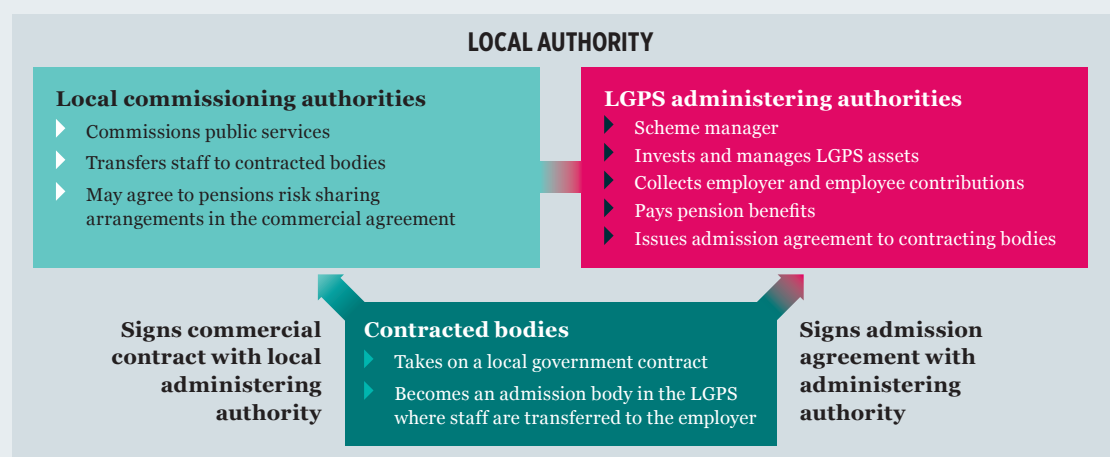 LOCAL AUTHORITY
Local commissioning authorities
Commissions public services
Transfers staff to contracted bodies
May agree to pensions risk sharing
arrangements in the commercial agreement
LGPS administering authorities
Scheme manager
Invests and manages LGPS assets
Collects employer and employee contributions
Pays pension benefits
Issues admission agreement to contracting bodies
Signs commercial
contract with local
administering
authority
Contracted bodies
Takes on a local government contract
Becomes an admission body in the LGPS
where staff are transferred to the employer
Signs admission
agreement with
administering
authority